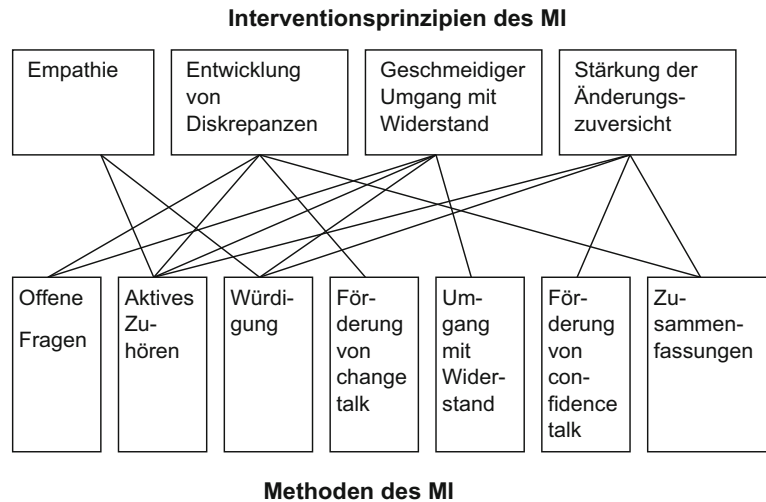 Interventionsprinzipien des MI
Empathie
Entwicklung
von
Diskrepanzen
Geschmeidiger
Umgang mit
Widerstand
Stärkung der
Änderungs-
zuversicht
Offene
Fragen
Aktives
Zu-
hören
Würdi-
gung
För-
derung
von
change
talk
Um-
gang
mit
Wider-
stand
För-
derung
von
con-
fidence
talk
Zu-
sammen-
fassungen
Methoden des MI